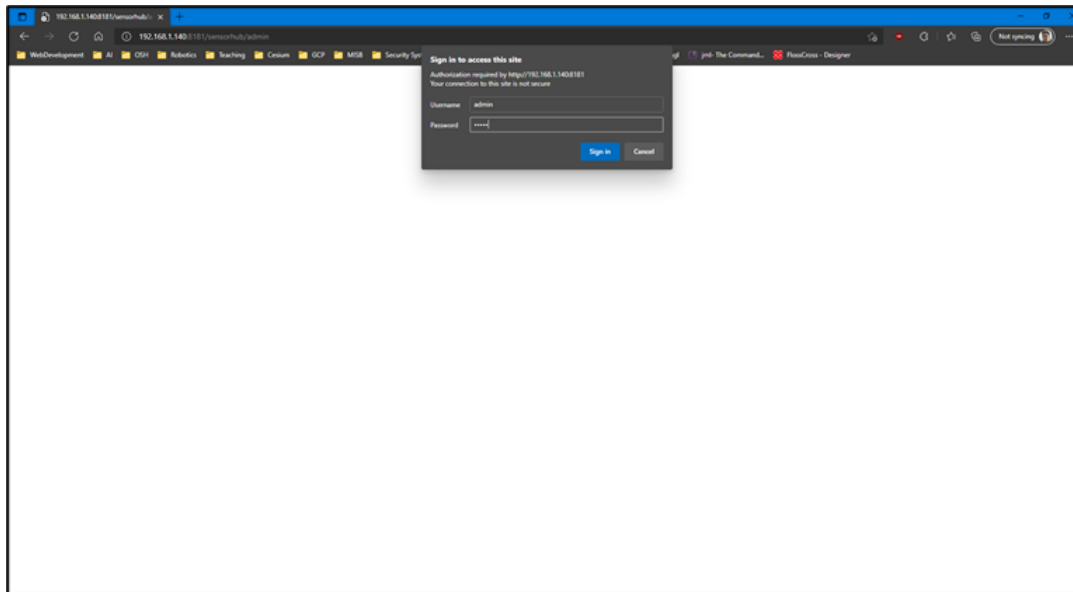 192.168.1.140:8181/sensorhub/a
192.168.1.140:8181/sensorhub/admin
Not syncing
WebDevelopment AI OSH Robotics Teaching Cesium GCP MISB Security Sys
jmd- The Command... FlossCross - Designer
Sign in to access this site
Authorization required by http://192.168.1.140:8181
Your connection to this site is not secure
Username admin
Password •••••
Sign in Cancel